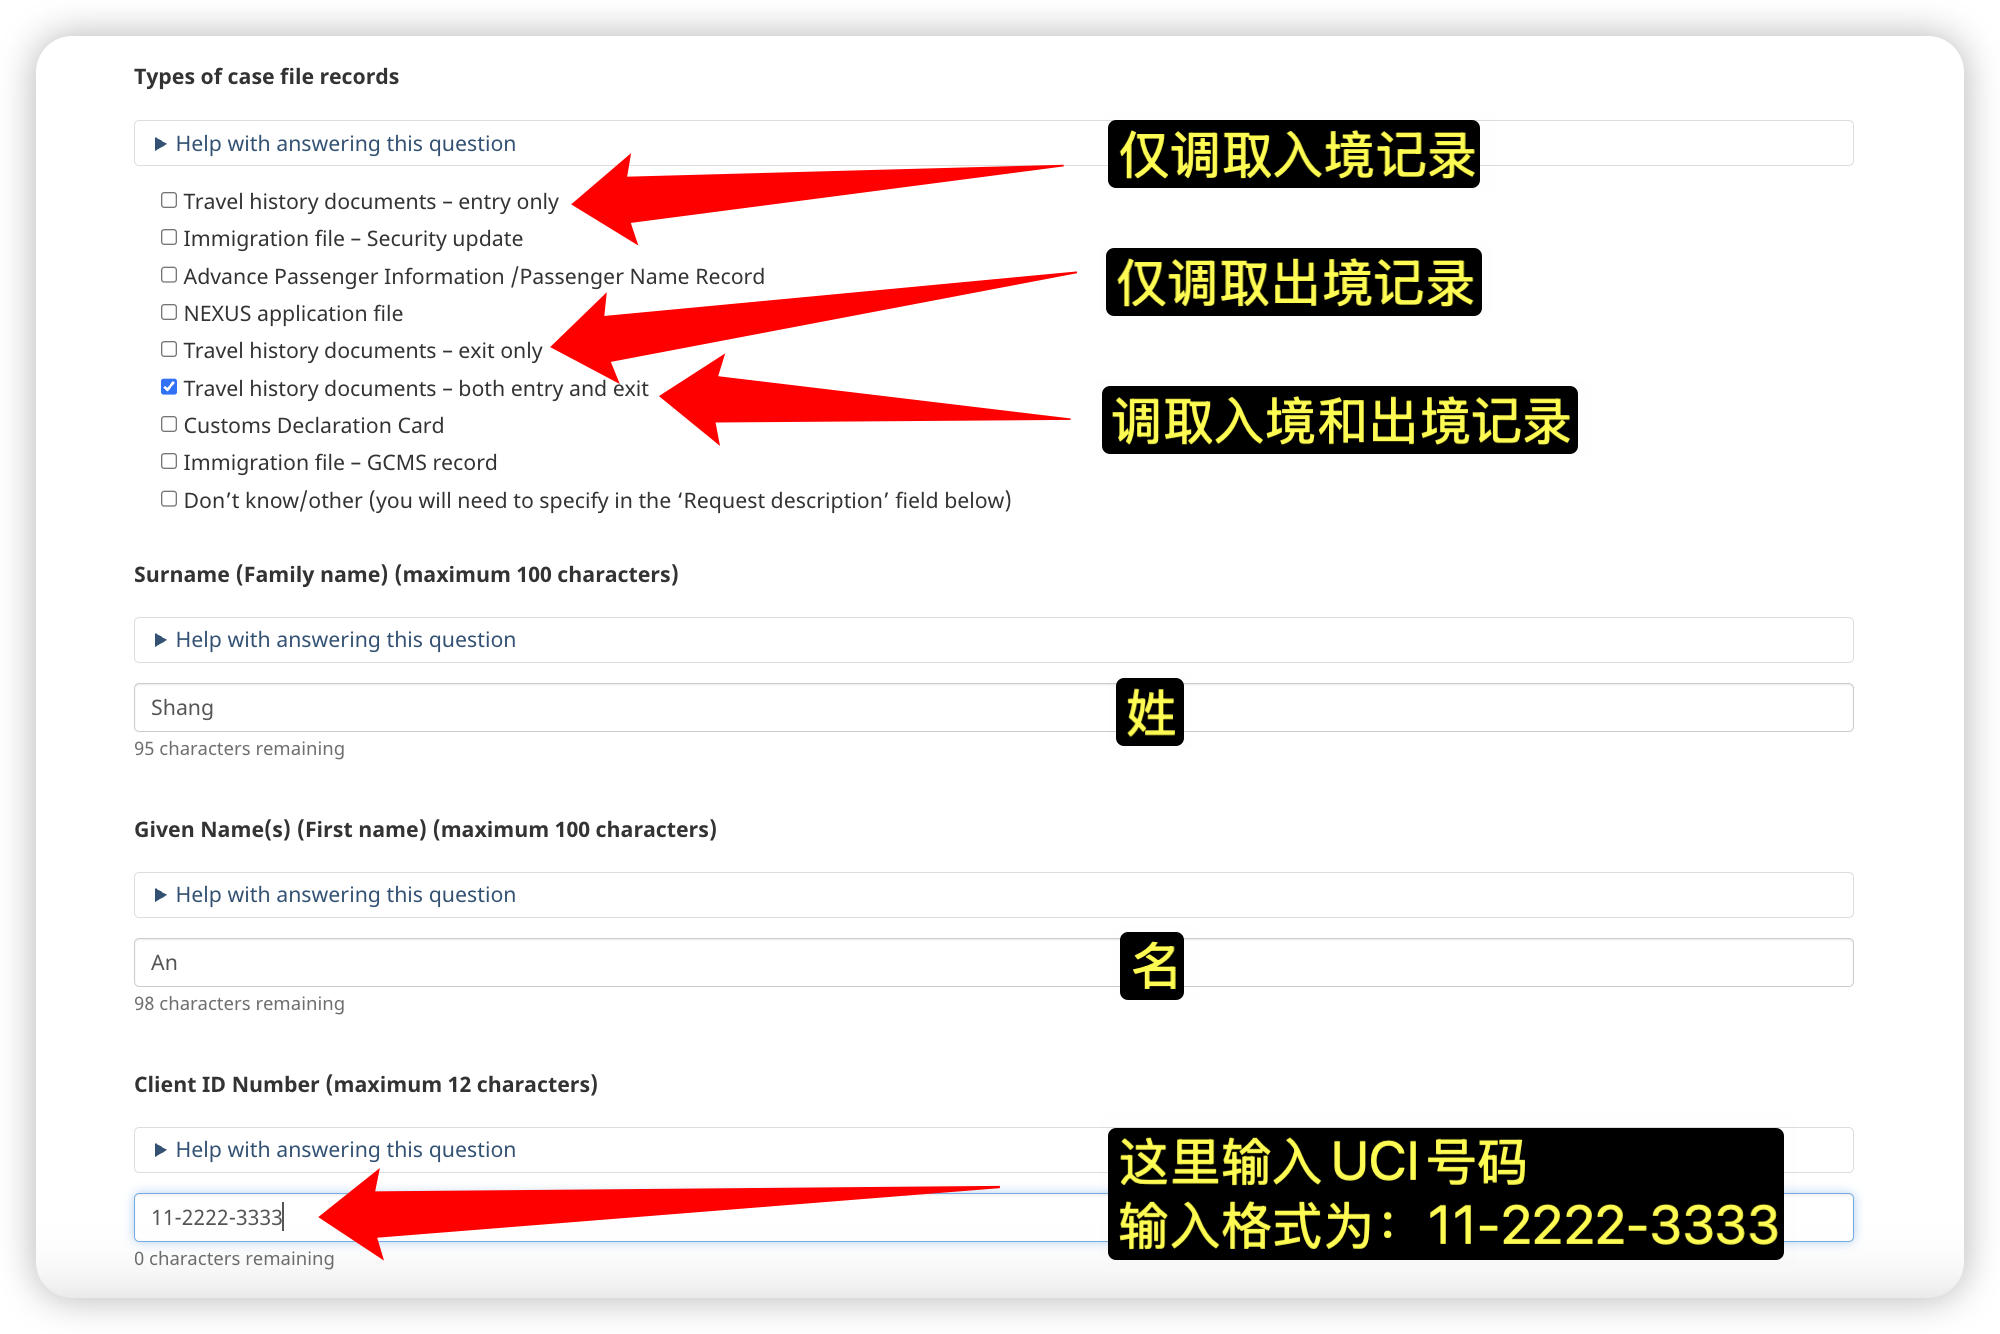 Types of case file records
Help with answering this question
仅调取入境记录
Travel history documents – entry only
Immigration file – Security update
Advance Passenger Information /Passenger Name Record
仅调取出境记录
NEXUS application file
Travel history documents – exit only
Travel history documents – both entry and exit
调取入境和出境记录
Customs Declaration Card
Immigration file – GCMS record
Don’t know/other (you will need to specify in the ‘Request description’ field below)
Surname (Family name) (maximum 100 characters)
Help with answering this question
Shang
姓
95 characters remaining
Given Name(s) (First name) (maximum 100 characters)
Help with answering this question
An
名
98 characters remaining
Client ID Number (maximum 12 characters)
Help with answering this question
这里输入UCI号码
11-2222-3333
输入格式为：11-2222-3333
0 characters remaining